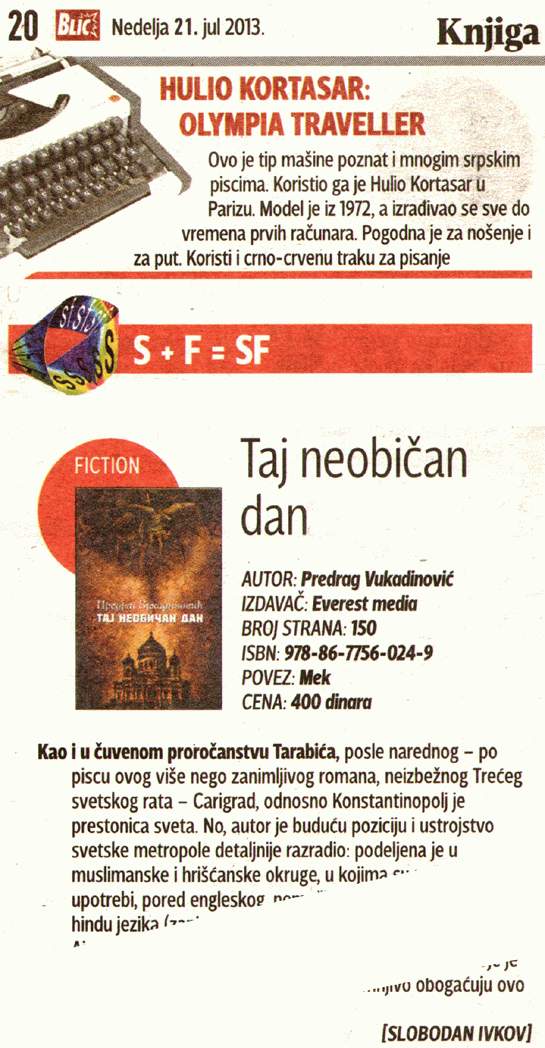 20 BLIC Nedelja 21. jul 2013. Knjiga
HULIO KORTASAR:
OLYMPIA TRAVELLER
Ovo je tip mašine poznat i mnogim srpskim
piscima. Koristio ga je Hulio Kortasar u
Parizu. Model je iz 1972, a izrađivao se sve do
vremena prvih računara. Pogodna je za nošenje i
za put. Koristi i crno-crvenu traku za pisanje
S + F = SF
FICTION
Taj neobičan
dan
ТАЈ НЕОБИЧАН ДАН
AUTOR: Predrag Vukadinović
IZDAVAČ: Everest media
BROJ STRANA: 150
ISBN: 978-86-7756-024-9
POVEZ: Mek
CENA: 400 dinara
Kao i u čuvenom proročanstvu Tarabića, posle narednog – po
piscu ovog više nego zanimljivog romana, neizbežnog Trećeg
svetskog rata – Carigrad, odnosno Konstantinopolj je
prestonica sveta. No, autor je buduću poziciju i ustrojstvo
svetske metropole detaljnije razradio: podeljena je u
muslimanske i hrišćanske okruge, u kojima
upotrebi, pored engleskog
hindu jezika
je
obogaćuju ovo
[SLOBODAN IVKOV]